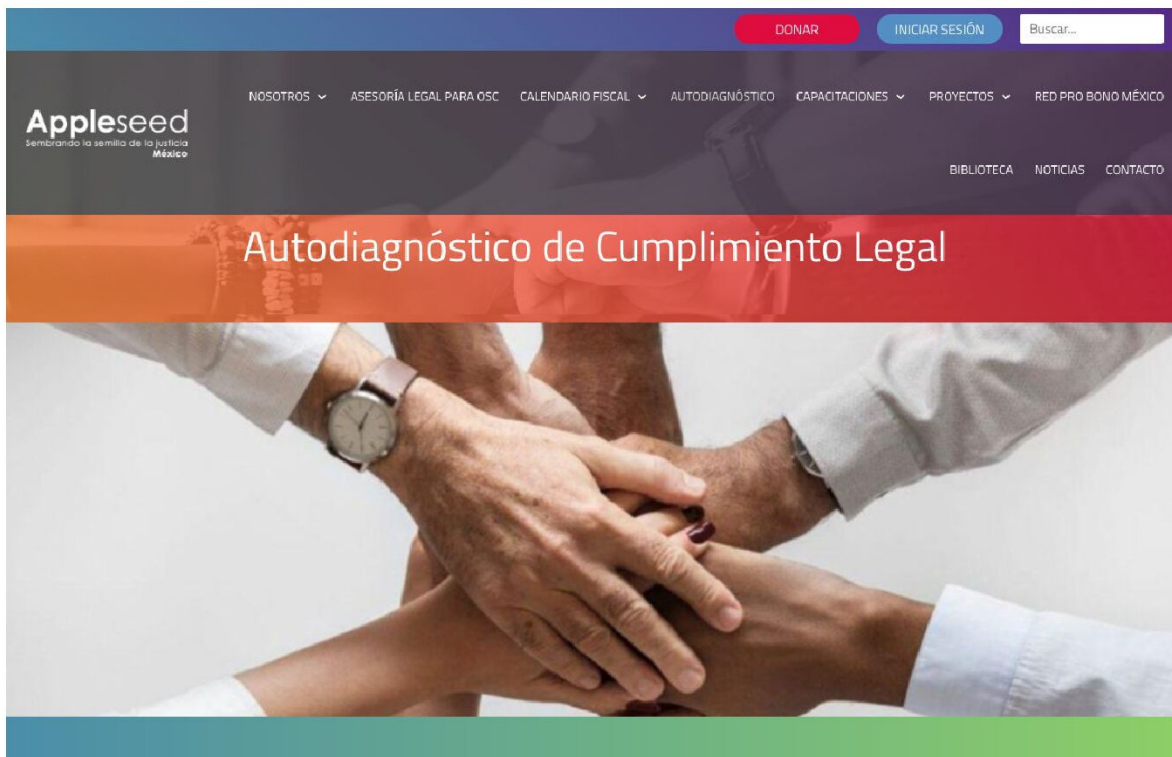 DONAR INICIAR SESIÓN Buscar...
NOSOTROS ASESORÍA LEGAL PARA OSC CALENDARIO FISCAL AUTODIAGNÓSTICO CAPACITACIONES PROYECTOS RED PRO BONO MÉXICO
Appleseed
Sembrando la semilla de la justicia
México
BIBLIOTECA NOTICIAS CONTACTO
Autodiagnóstico de Cumplimiento Legal